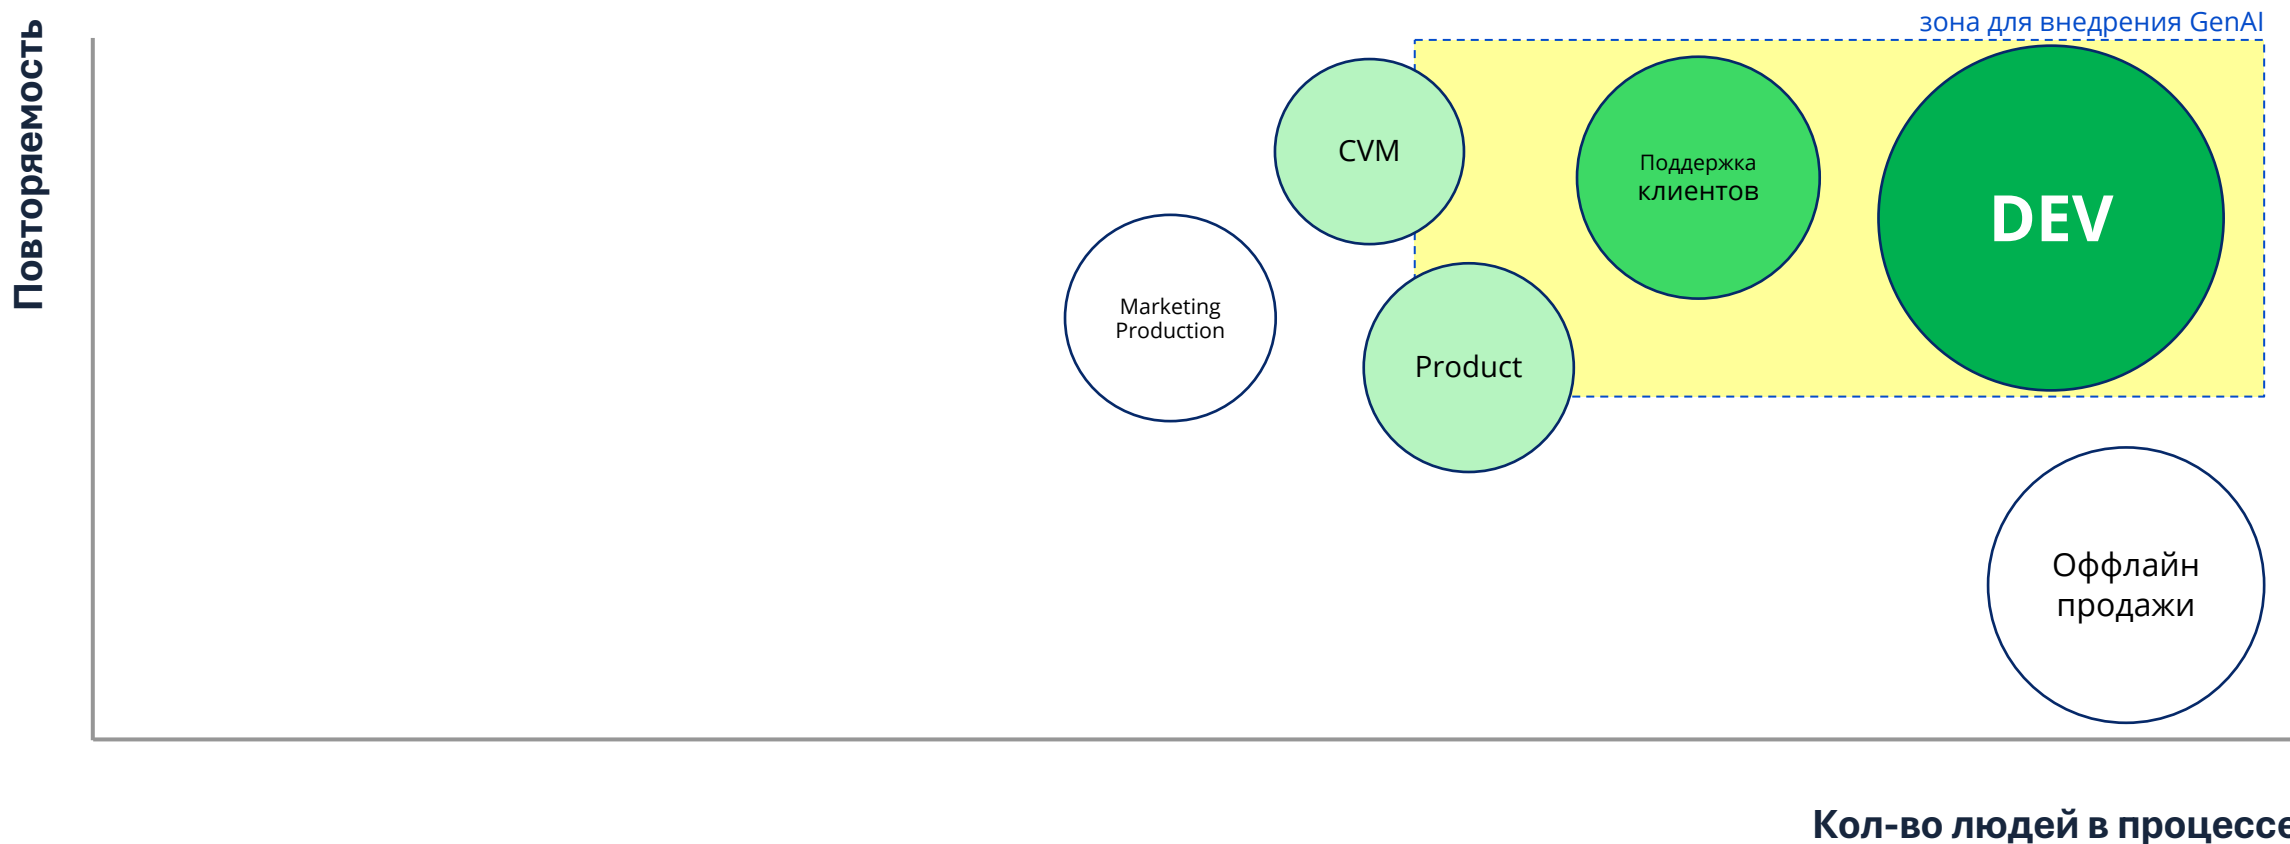 зона для внедрения GenAI
Повторяемость
CVM
Поддержка
клиентов
DEV
Marketing
Production
Product
Оффлайн
продажи
Кол-во людей в процессе